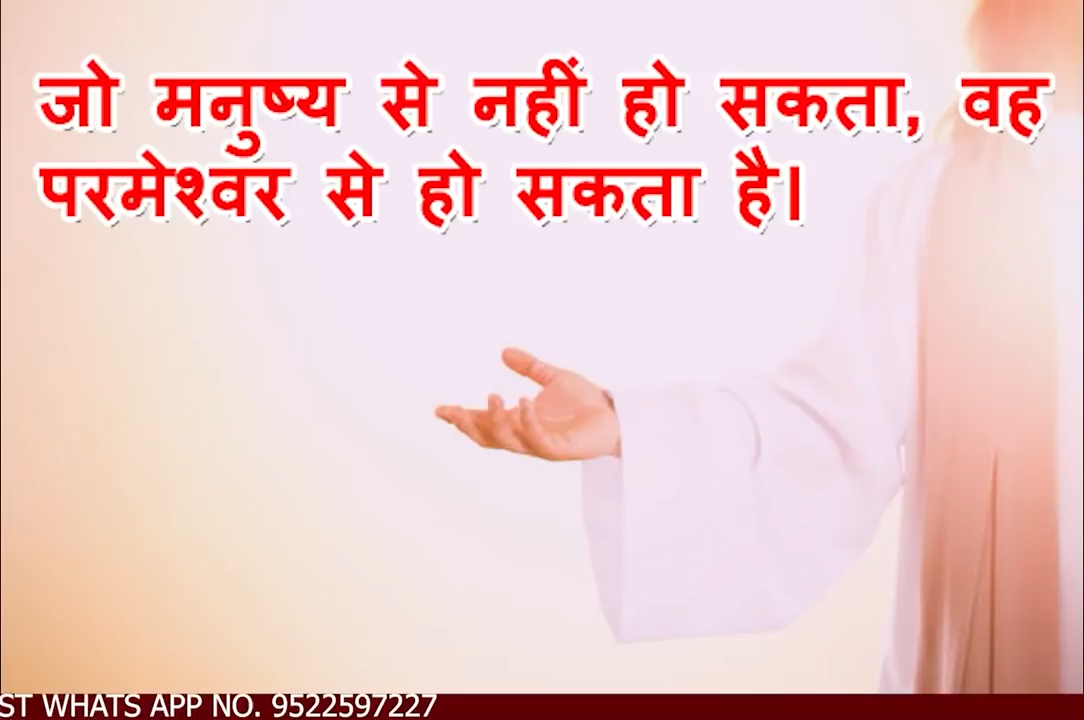 जो मनुष्य से नहीं हो सकता, वह
परमेश्वर से हो सकता है।
ST WHATS APP NO. 9522597227